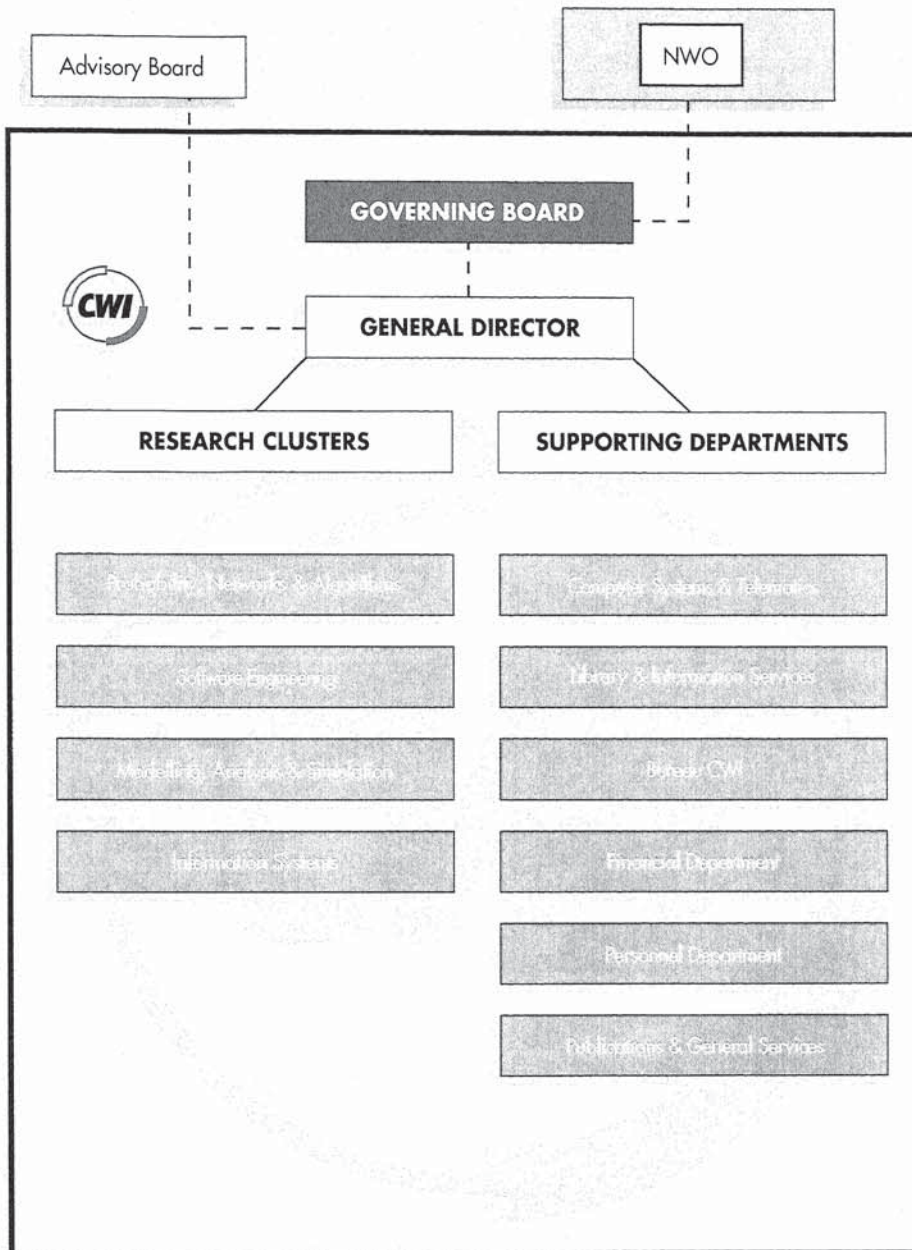 Advisory Board
NWO
GOVERNING BOARD
CWI
GENERAL DIRECTOR
RESEARCH CLUSTERS
SUPPORTING DEPARTMENTS
Probability, Networks & Algorithms
Computer Systems & Telematics
Software Engineering
Library & Information Services
Modelling, Analysis & Simulation
Bureau CWI
Information Systems
Financial Department
Personnel Department
Publications & General Services